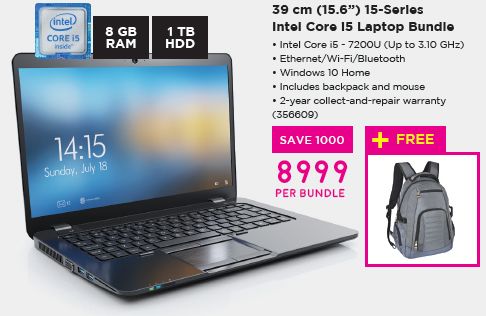 intel
CORE i5
inside™
8 GB
RAM
1 TB
HDD
14:15
Sunday, July 18
39 cm (15.6”) 15-Series
Intel Core I5 Laptop Bundle
• Intel Core i5 - 7200U (Up to 3.10 GHz)
• Ethernet/Wi-Fi/Bluetooth
• Windows 10 Home
• Includes backpack and mouse
• 2-year collect-and-repair warranty
(356609)
SAVE 1000
+ FREE
8999
PER BUNDLE